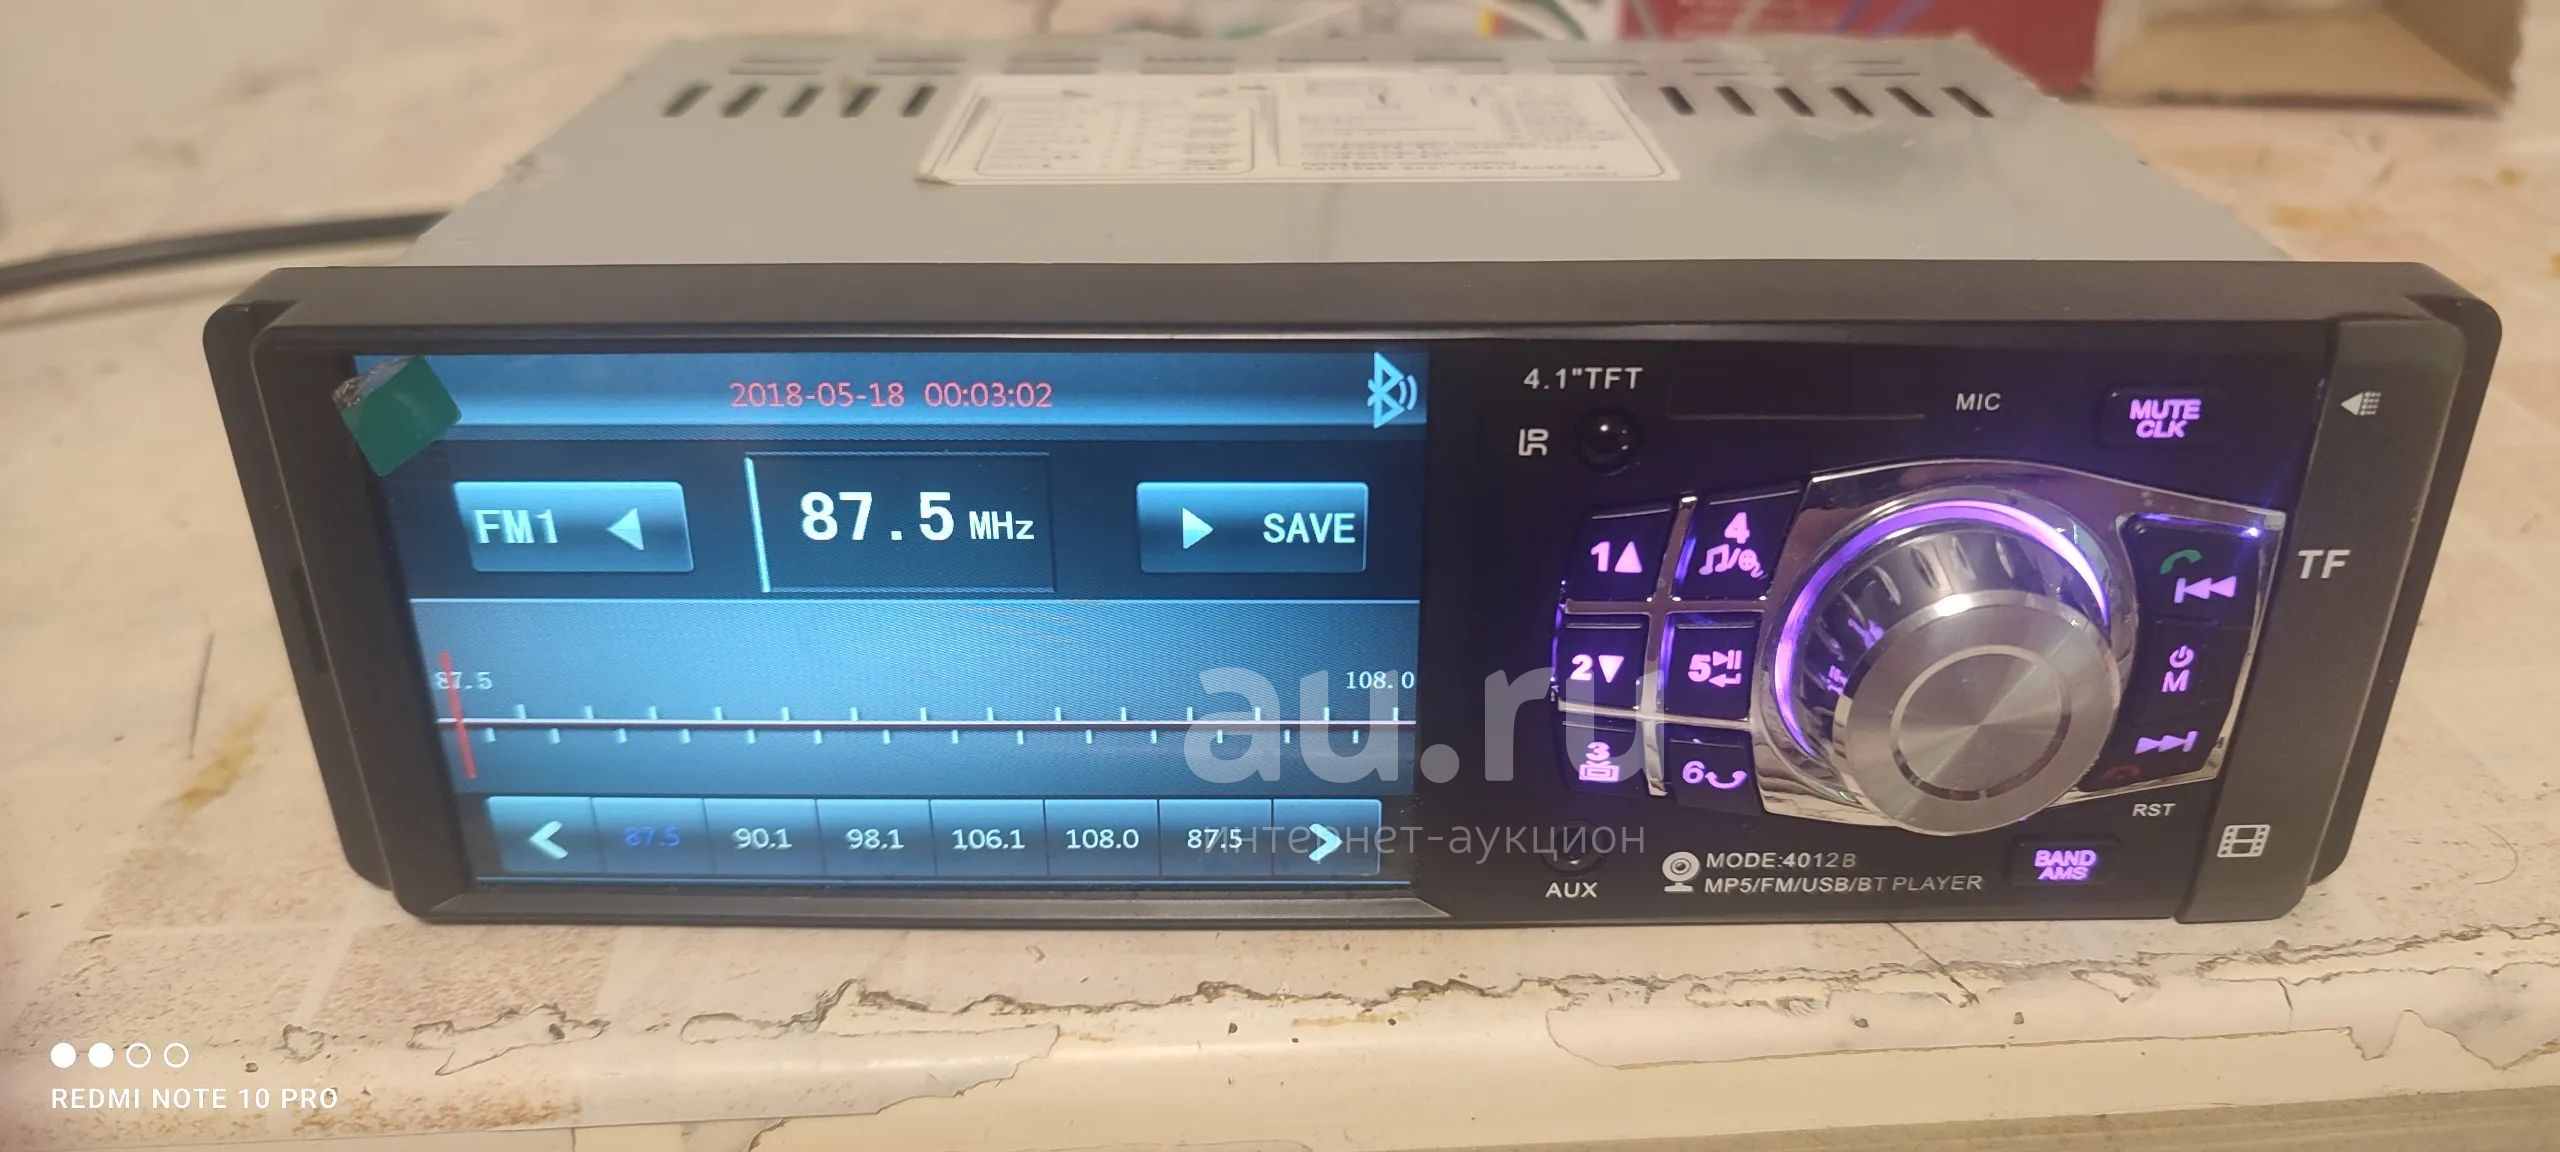 2018-05-18 00:03:02
FM1
87.5 MHz
SAVE
87.5
108.0
87.5
90.1
98.1
106.1
108.0
87.5
4.1"TFT
IR
MIC
MUTE
CLK
1
4
2
5
3
6
M
TF
RST
AUX
MODE:4012B
MP5/FM/USB/BT PLAYER
BAND
AMS
au.ru
интернет-аукцион
REDMI NOTE 10 PRO